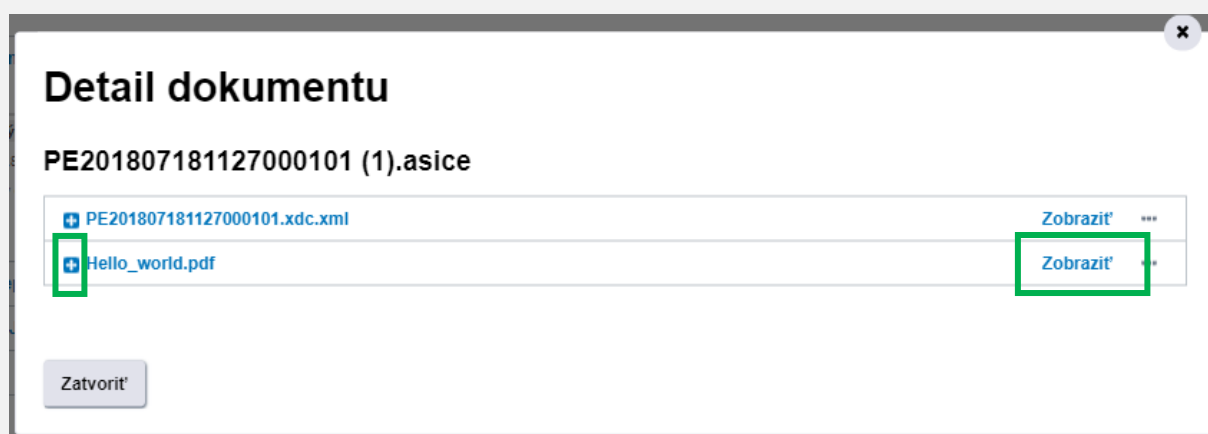 Detail dokumentu
PE201807181127000101 (1).asice
PE201807181127000101.xdc.xml Zobraziť ...
Hello_world.pdf Zobraziť ...
Zatvoriť